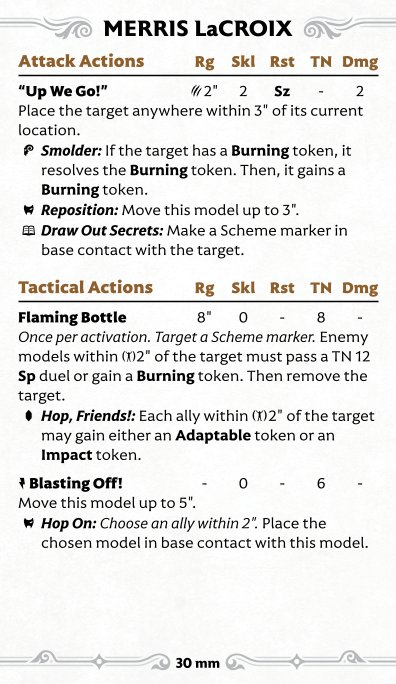 MERRIS LaCROIX
Attack Actions Rg Skl Rst TN Dmg
“Up We Go!” 2" 2 Sz - 2
Place the target anywhere within 3" of its current
location.
Smolder: If the target has a Burning token, it
resolves the Burning token. Then, it gains a
Burning token.
Reposition: Move this model up to 3".
Draw Out Secrets: Make a Scheme marker in
base contact with the target.
Tactical Actions Rg Skl Rst TN Dmg
Flaming Bottle 8" 0 - 8 -
Once per activation. Target a Scheme marker. Enemy
models within 2" of the target must pass a TN 12
Sp duel or gain a Burning token. Then remove the
target.
Hop, Friends!: Each ally within 2" of the target
may gain either an Adaptable token or an
Impact token.
Blasting Off! - 0 - 6 -
Move this model up to 5".
Hop On: Choose an ally within 2". Place the
chosen model in base contact with this model.
30 mm